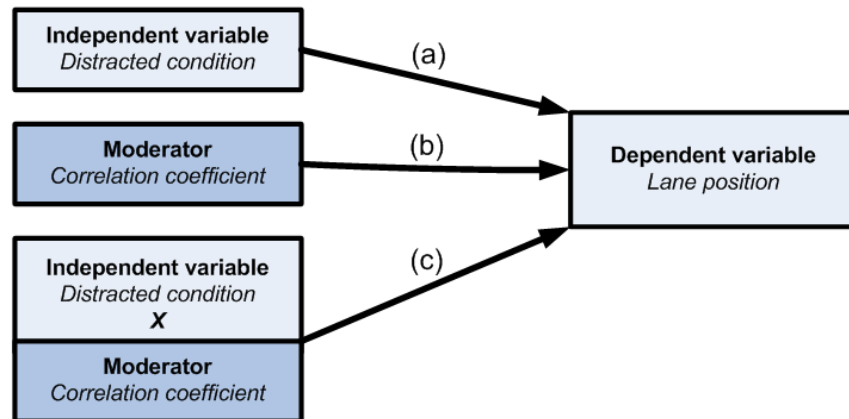 Independent variable
Distracted condition
(a)
Moderator
Correlation coefficient
(b)
Dependent variable
Lane position
Independent variable
Distracted condition
X
(c)
Moderator
Correlation coefficient